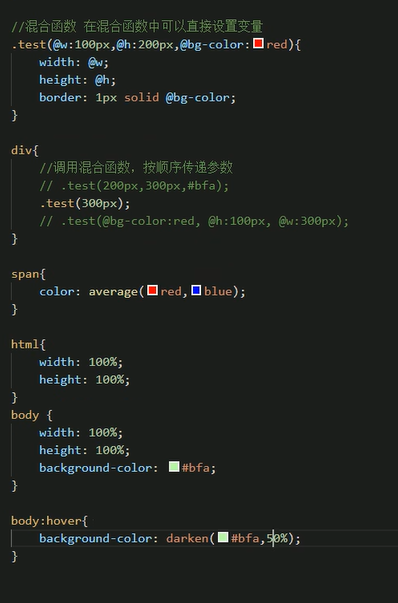 //混合函数 在混合函数中可以直接设置变量
.test(@w:100px,@h:200px,@bg-color:red){
    width: @w;
    height: @h;
    border: 1px solid @bg-color;
}
div{
    //调用混合函数，按顺序传递参数
    // .test(200px,300px,#bfa);
    .test(300px);
    // .test(@bg-color:red, @h:100px, @w:300px);
}
span{
    color: average(red,blue);
}
html{
    width: 100%;
    height: 100%;
}
body {
    width: 100%;
    height: 100%;
    background-color: #bfa;
}
body:hover{
    background-color: darken(#bfa,50%);
}